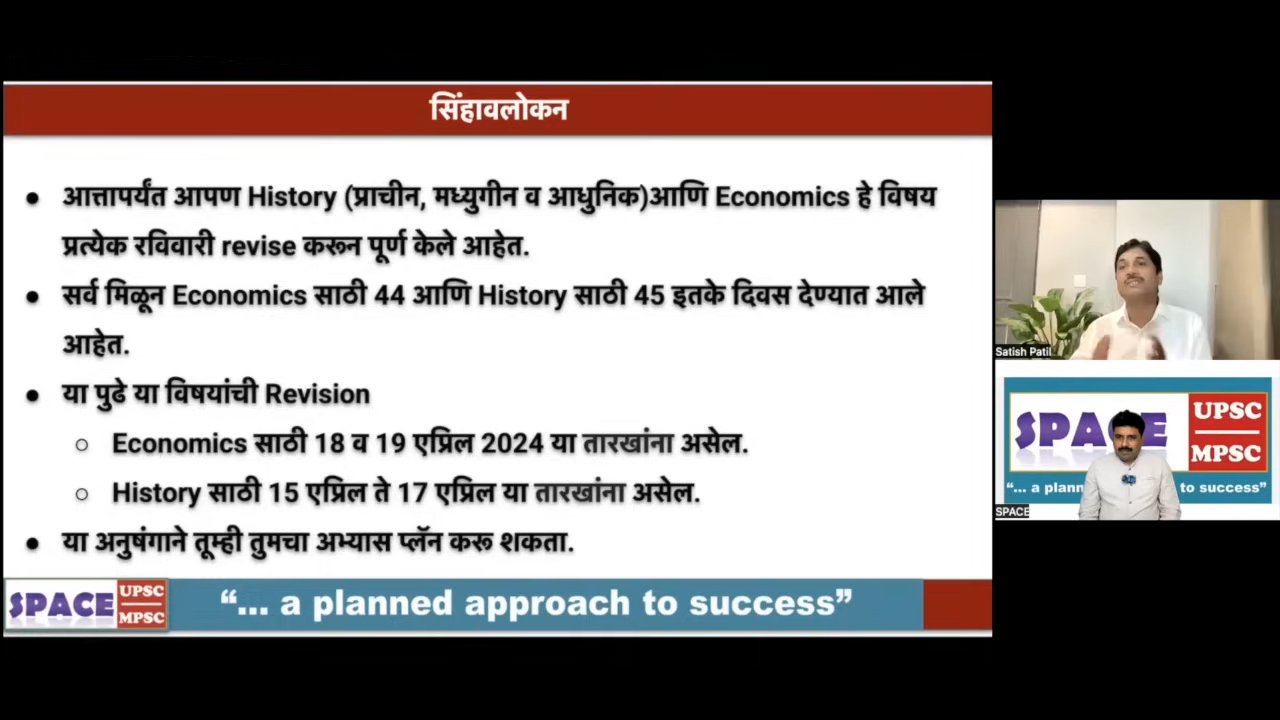 सिंहावलोकन
● आत्तापर्यंत आपण History (प्राचीन, मध्युगीन व आधुनिक)आणि Economics हे विषय
प्रत्येक रविवारी revise करून पूर्ण केले आहेत.
● सर्व मिळून Economics साठी 44 आणि History साठी 45 इतके दिवस देण्यात आले
आहेत.
● या पुढे या विषयांची Revision
○ Economics साठी 18 व 19 एप्रिल 2024 या तारखांना असेल.
○ History साठी 15 एप्रिल ते 17 एप्रिल या तारखांना असेल.
● या अनुषंगाने तूम्ही तुमचा अभ्यास प्लॅन करू शकता.
SPACE UPSC
MPSC
“... a planned approach to success”
Satish Patil
SPACE UPSC
MPSC
“... a plann to success”
SPACE